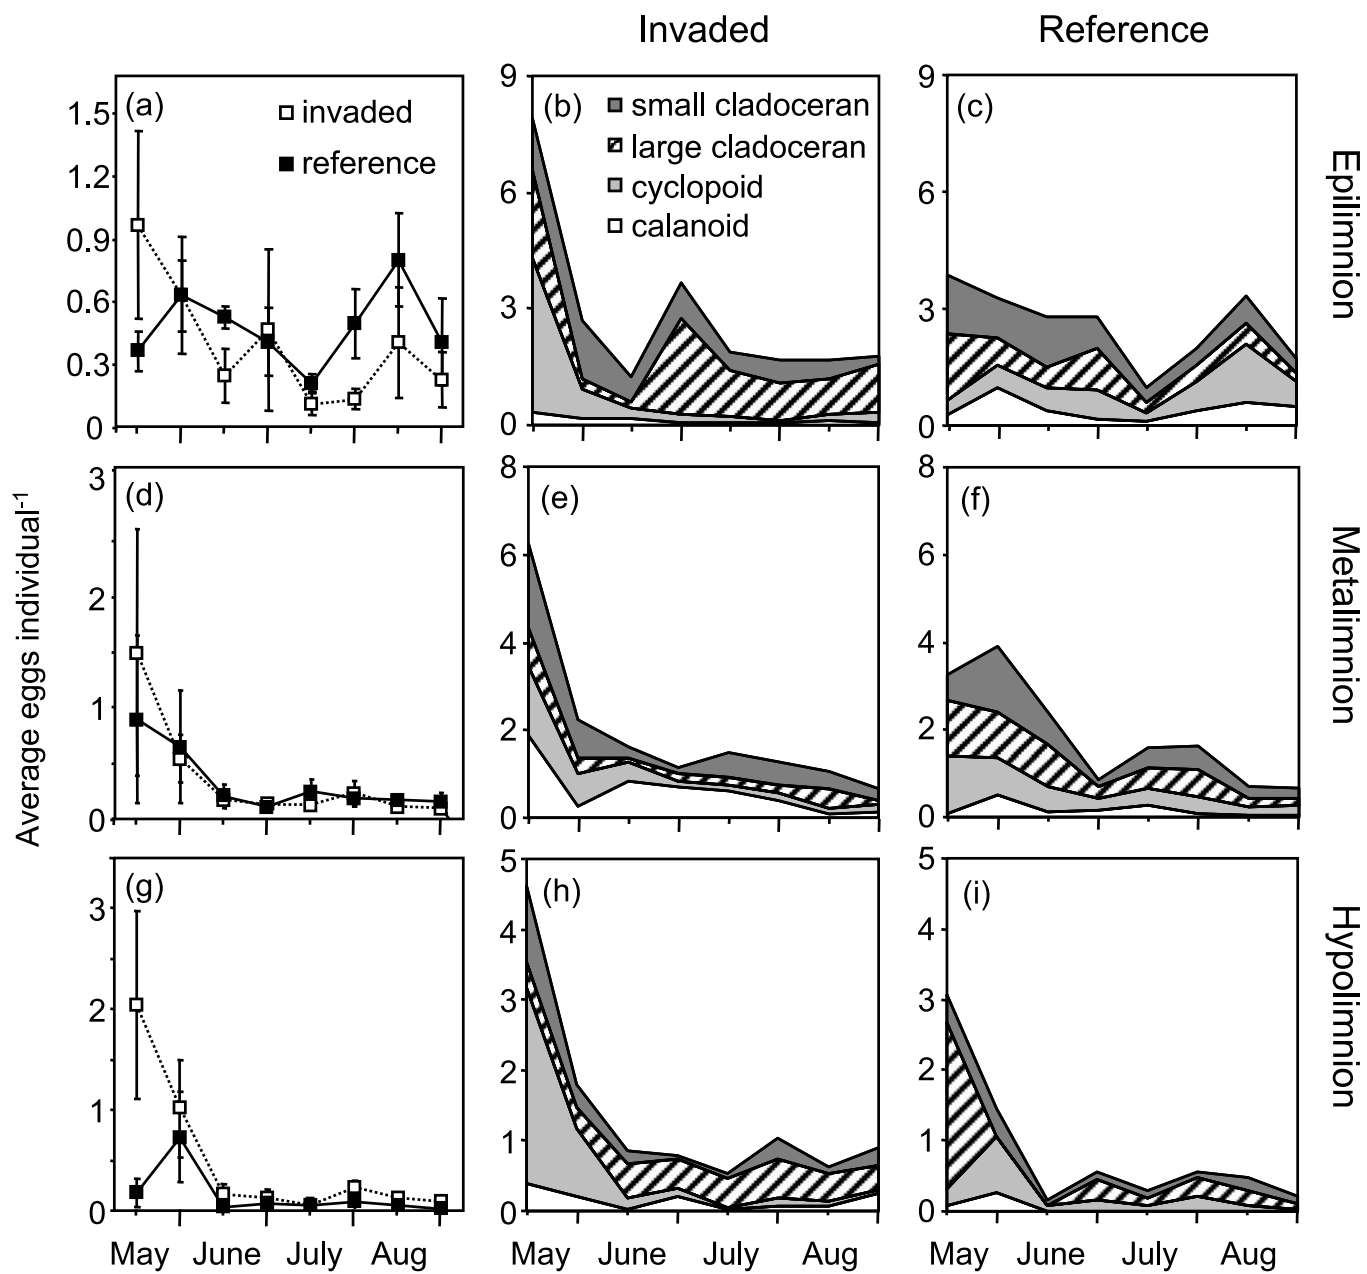 Invaded Reference
(a) invaded reference
1.5
1.2
0.9
0.6
0.3
0
(b) small cladoceran
large cladoceran
cyclopoid
calanoid
9
6
3
0
(c)
9
6
3
0
Epilimnion
Average eggs individual-1
(d)
3
2
1
0
(e)
8
6
4
2
0
(f)
8
6
4
2
0
Metalimnion
(g)
3
2
1
0
May June July Aug
(h)
5
4
3
2
1
0
May June July Aug
(i)
5
4
3
2
1
0
May June July Aug
Hypolimnion